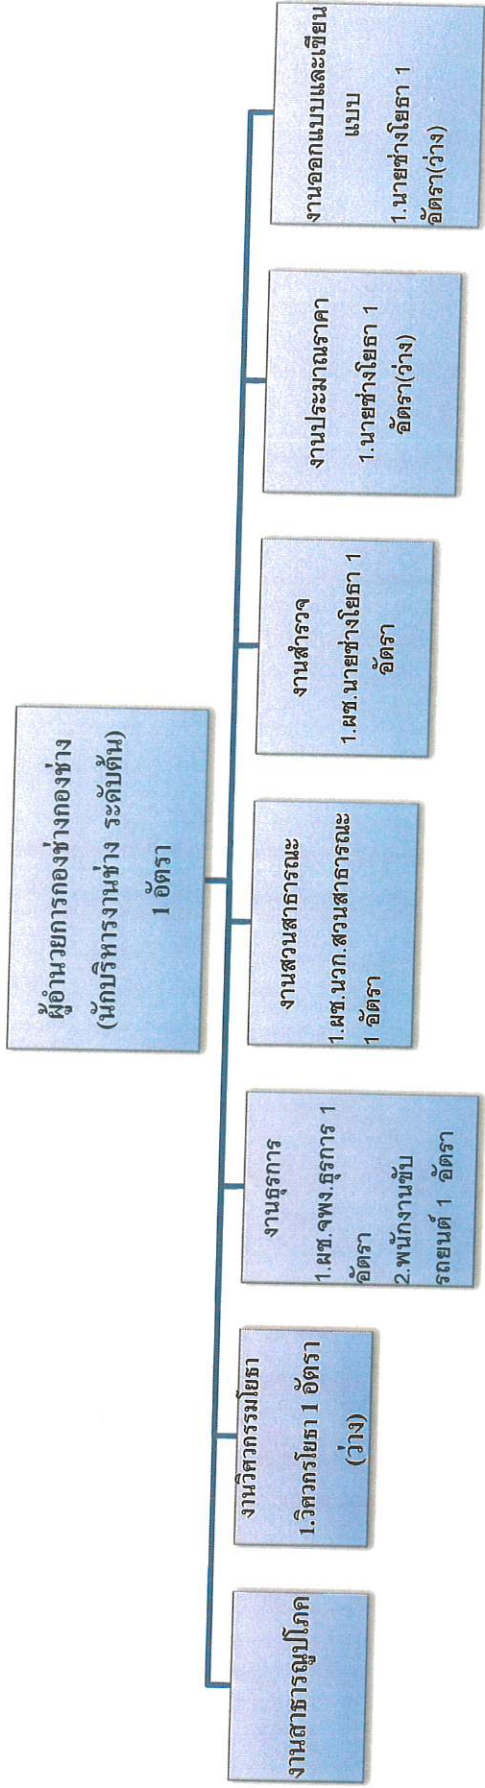 ผู้อำนวยการกองช่างกองช่าง
(นักบริหารงานช่าง ระดับต้น)
1 อัตรา
งานสาธารณูปโภค
งานวิศวกรรมโยธา
1.วิศวกรโยธา 1 อัตรา
(ว่าง)
งานธุรการ
1.ผช.จพง.ธุรการ 1
อัตรา
2.พนักงานขับ
รถยนต์ 1 อัตรา
งานสวนสาธารณะ
1.ผช.นวก.สวนสาธารณะ
1 อัตรา
งานสำรวจ
1.ผช.นายช่างโยธา 1
อัตรา
งานประมาณราคา
1.นายช่างโยธา 1
อัตรา(ว่าง)
งานออกแบบและเขียน
แบบ
1.นายช่างโยธา 1
อัตรา(ว่าง)